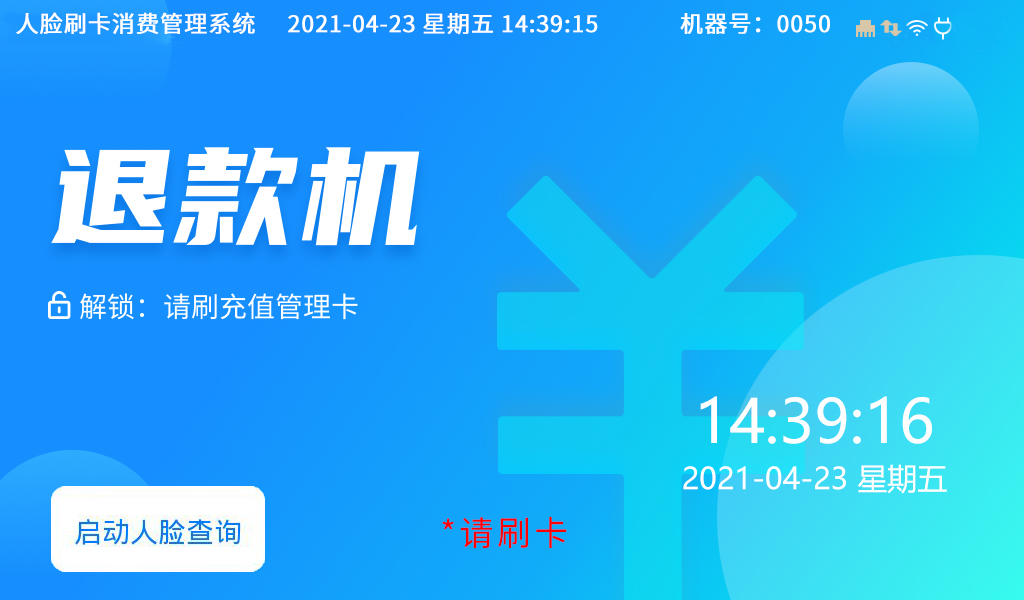 人脸刷卡消费管理系统 2021-04-23 星期五 14:39:15 机器号：0050
退款机
解锁：请刷充值管理卡
14:39:16
2021-04-23 星期五
启动人脸查询
*请刷卡